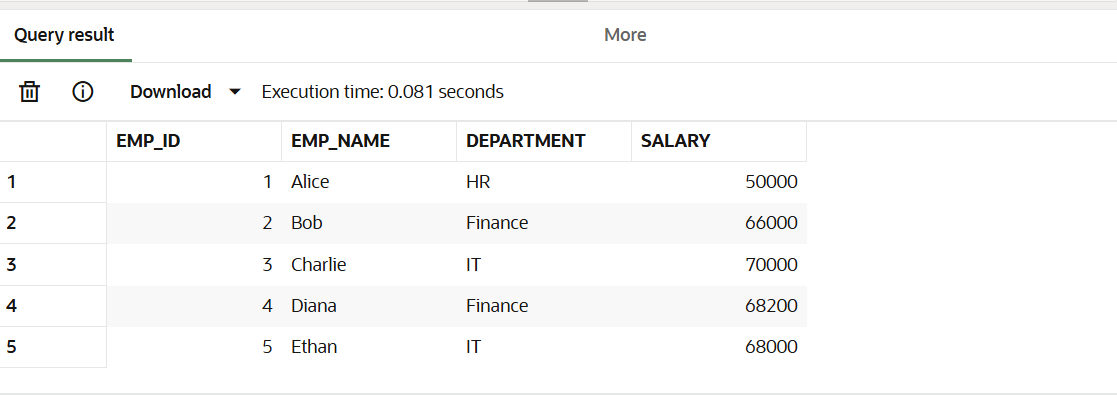 Query result More
Download Execution time: 0.081 seconds
EMP_ID EMP_NAME DEPARTMENT SALARY
1 1 Alice HR 50000
2 2 Bob Finance 66000
3 3 Charlie IT 70000
4 4 Diana Finance 68200
5 5 Ethan IT 68000